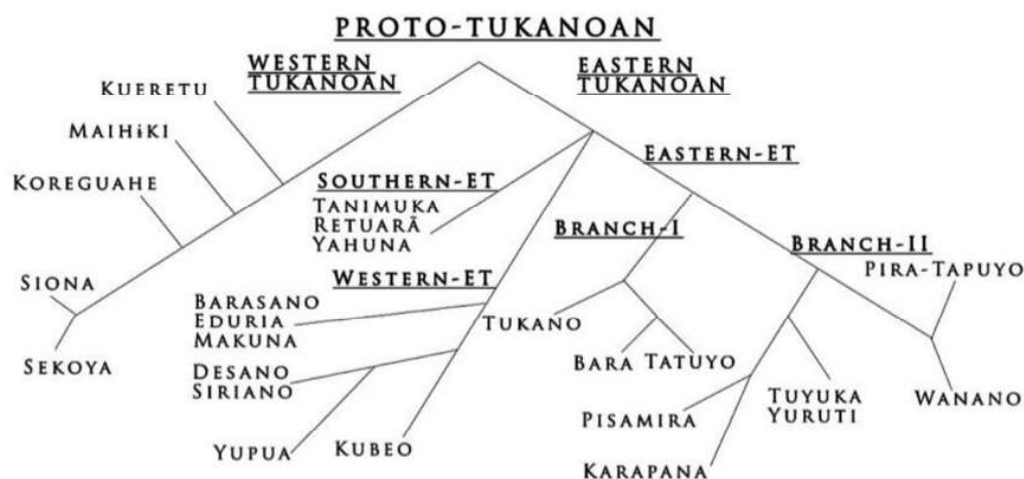 PROTO-TUKANOAN
WESTERN
TUKANOAN
EASTERN
TUKANOAN
KUERETU
MAIHɨKI
KOREGUAHE
SIONA
SEKOYA
SOUTHERN-ET
TANIMUKA
RETUARÃ
YAHUNA
WESTERN-ET
BARASANO
EDURIA
MAKUNA
DESANO
SIRIANO
YUPUA
KUBEO
EASTERN-ET
BRANCH-I
TUKANO
BARA TATUYO
BRANCH-II
PIRA-TAPUYO
WANANO
TUYUKA
YURUTI
PISAMIRA
KARAPANA